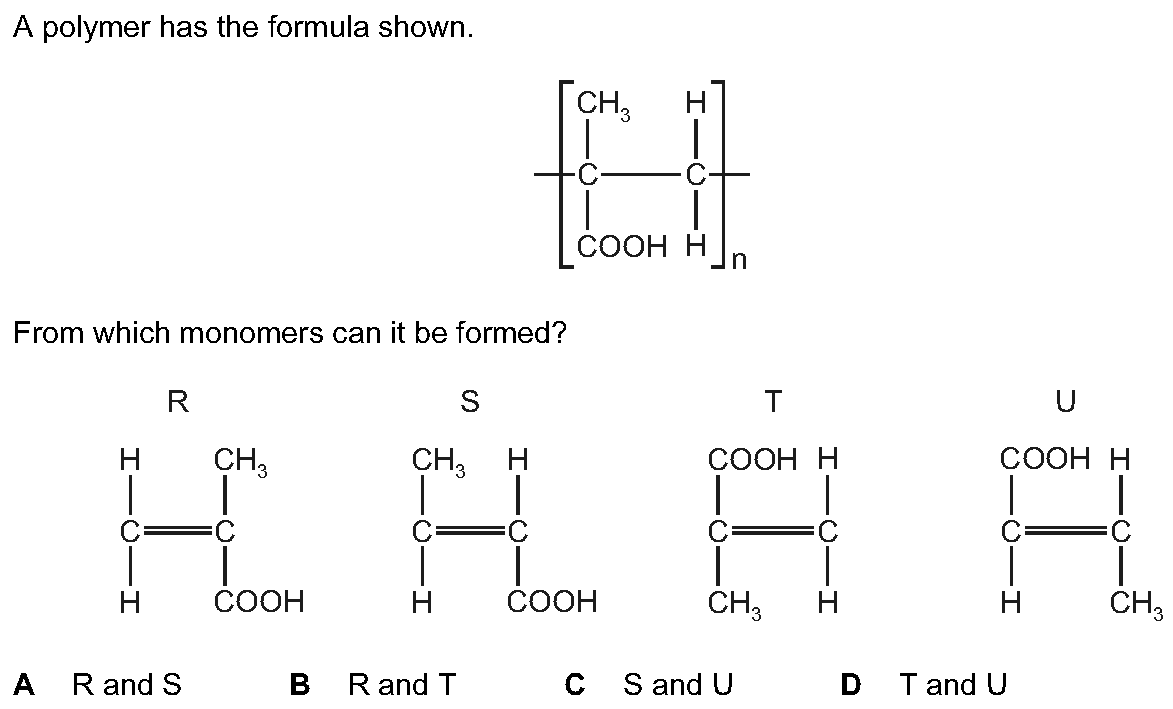 A polymer has the formula shown.
CH3 H
C C
COOH H n
From which monomers can it be formed?
R S T U
H CH3 CH3 H COOH H COOH H
C C C C C C C C
H COOH H COOH CH3 H H CH3
A R and S B R and T C S and U D T and U